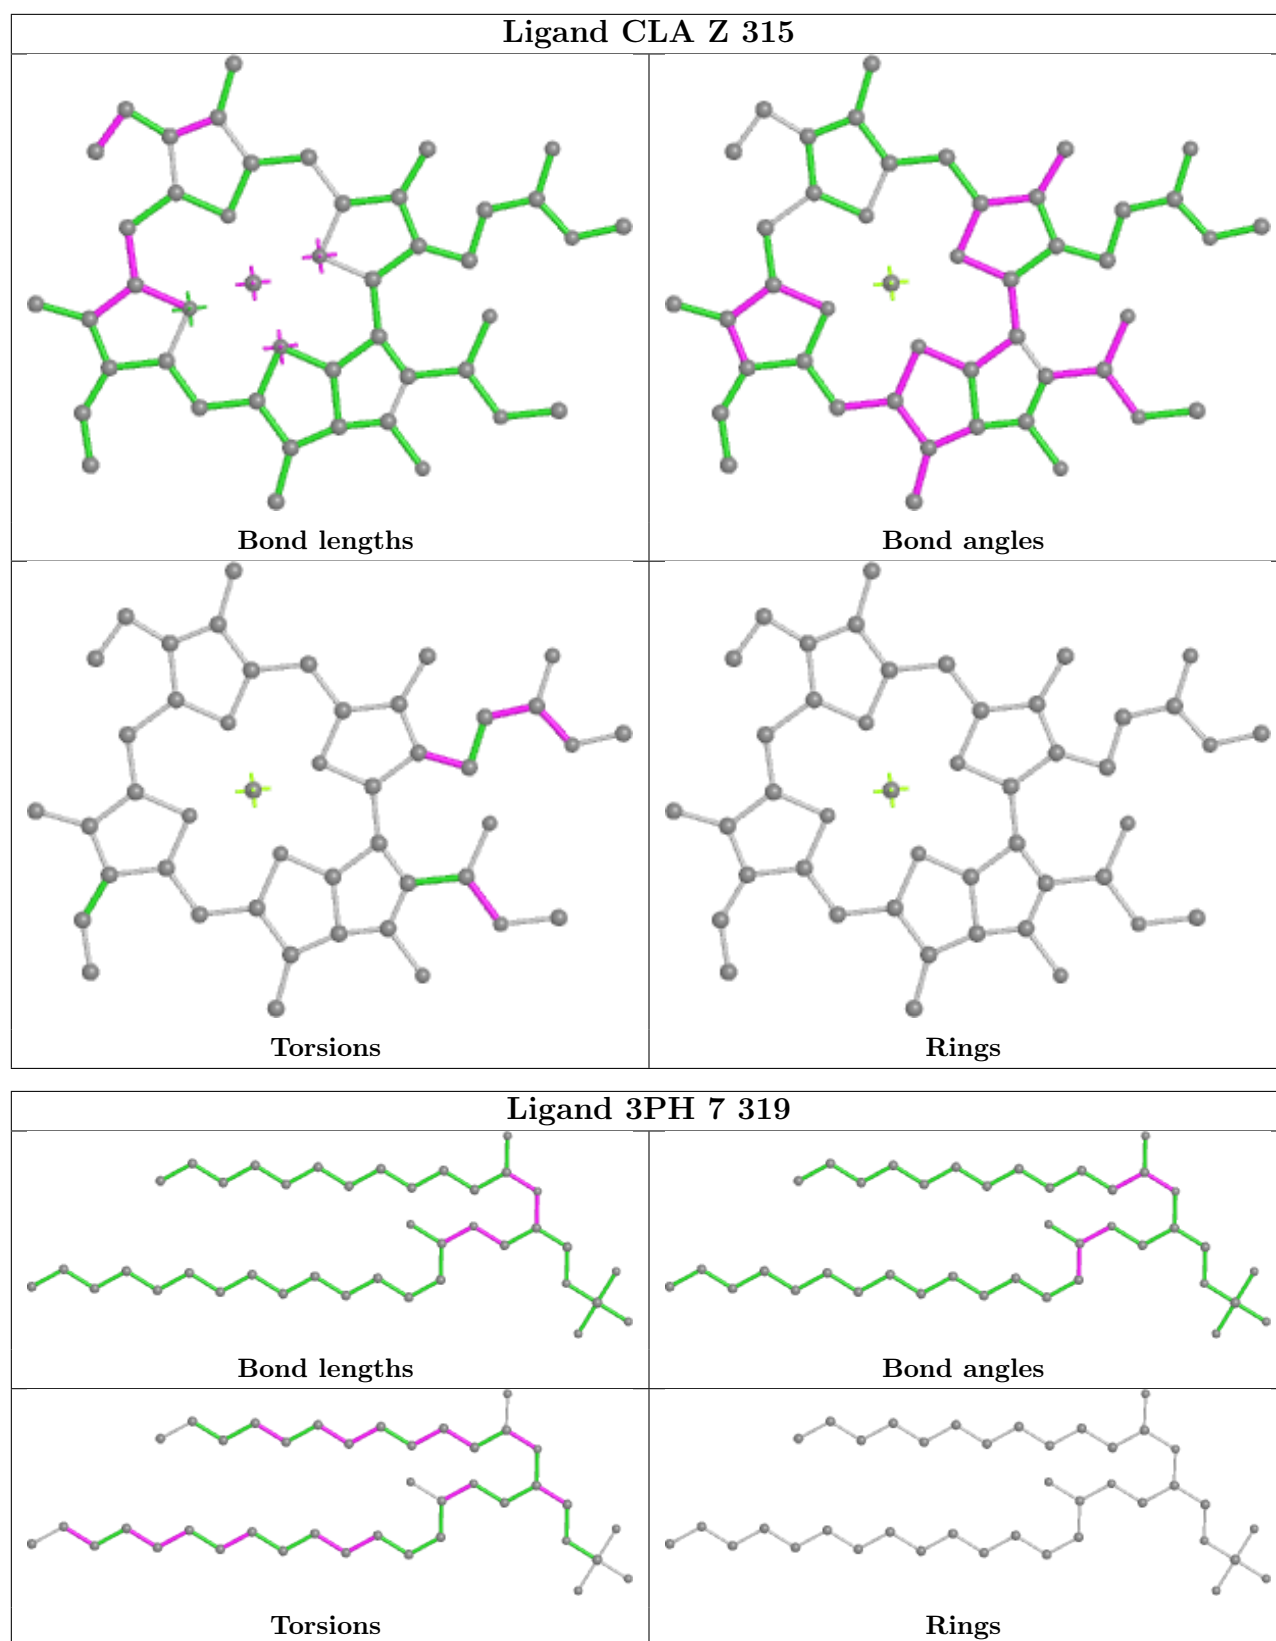 Ligand CLA Z 315
Bond lengths
Bond angles
Torsions
Rings
Ligand 3PH 7 319
Bond lengths
Bond angles
Torsions
Rings